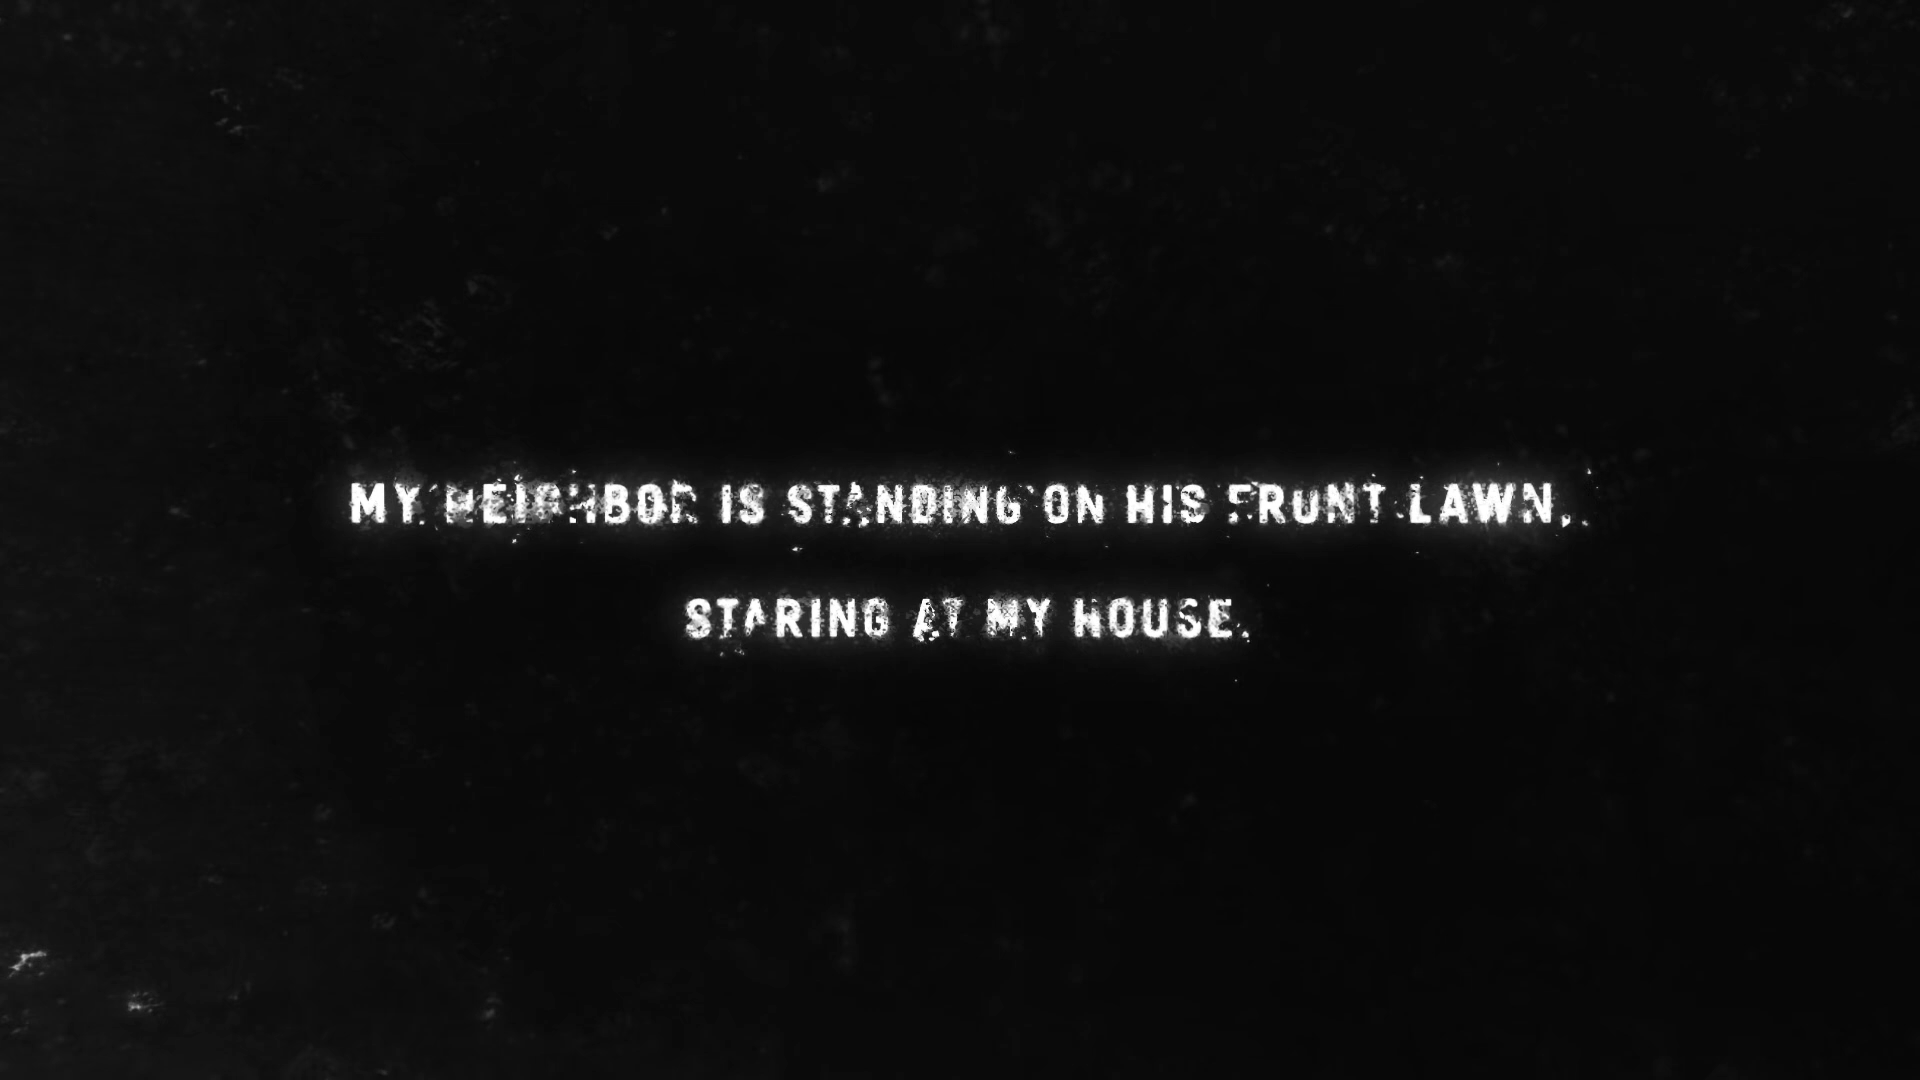 MY NEIGHBOR IS STANDING ON HIS FRONT LAWN,
STARING AT MY HOUSE.